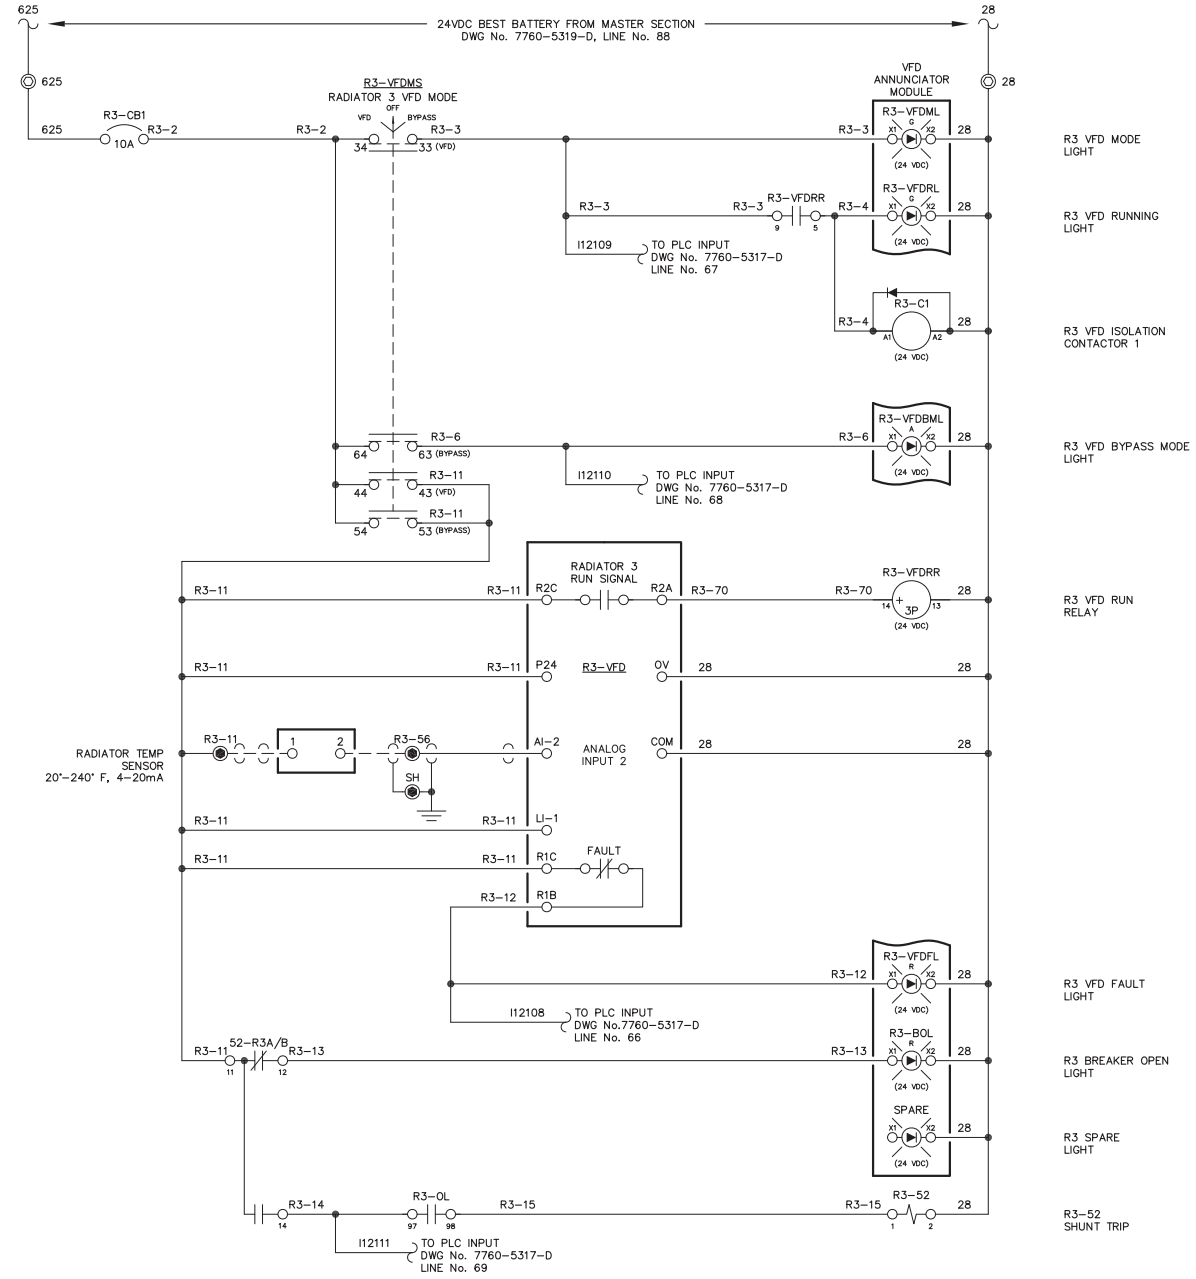 625
28
24VDC BEST BATTERY FROM MASTER SECTION
DWG No. 7760-5319-D, LINE No. 88
625
28
R3-VFDMS
RADIATOR 3 VFD MODE
OFF
VFD
BYPASS
VFD
ANNUNCIATOR
MODULE
R3-CB1
10A
625
R3-2
R3-2
34
33 (VFD)
R3-3
R3-3
R3-VFDML
G
X1
X2
(24 VDC)
28
R3 VFD MODE
LIGHT
R3-3
R3-3
R3-VFDRR
9
5
R3-4
R3-VFDRL
G
X1
X2
(24 VDC)
28
R3 VFD RUNNING
LIGHT
I12109
TO PLC INPUT
DWG No. 7760-5317-D
LINE No. 67
R3-4
R3-C1
A1
A2
(24 VDC)
28
R3 VFD ISOLATION
CONTACTOR 1
64
63 (BYPASS)
R3-6
R3-6
R3-VFDBML
A
X1
X2
(24 VDC)
28
R3 VFD BYPASS MODE
LIGHT
I12110
TO PLC INPUT
DWG No. 7760-5317-D
LINE No. 68
44
43 (VFD)
R3-11
54
53 (BYPASS)
R3-11
R3-11
R3-11
R2C
RADIATOR 3
RUN SIGNAL
R2A
R3-70
R3-70
R3-VFDRR
14
+
3P
13
(24 VDC)
28
R3 VFD RUN
RELAY
R3-11
R3-11
P24
R3-VFD
OV
28
28
RADIATOR TEMP
SENSOR
20°-240° F, 4-20mA
R3-11
1
2
R3-56
SH
AI-2
ANALOG
INPUT 2
COM
28
28
R3-11
R3-11
LI-1
R3-11
R3-11
R1C
FAULT
R3-12
R1B
R3-12
R3-VFDFL
R
X1
X2
(24 VDC)
28
R3 VFD FAULT
LIGHT
I12108
TO PLC INPUT
DWG No.7760-5317-D
LINE No. 66
R3-11
52-R3A/B
11
12
R3-13
R3-13
R3-BOL
R
X1
X2
(24 VDC)
28
R3 BREAKER OPEN
LIGHT
SPARE
X1
X2
(24 VDC)
28
R3 SPARE
LIGHT
14
R3-14
R3-OL
97
98
R3-15
R3-15
R3-52
1
2
28
R3-52
SHUNT TRIP
I12111
TO PLC INPUT
DWG No. 7760-5317-D
LINE No. 69